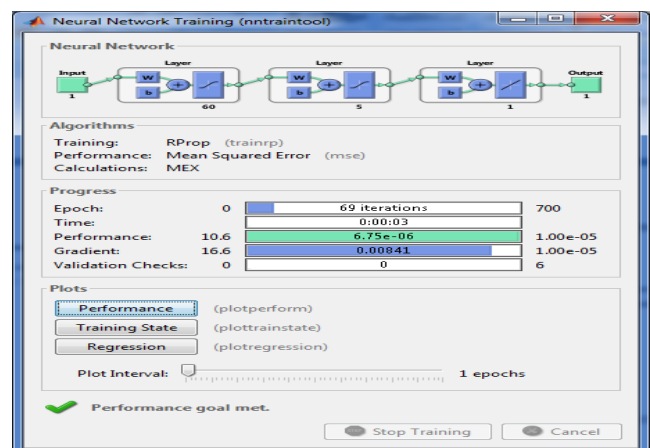 Neural Network Training (nntraintool)
Neural Network
Layer Layer Layer
Input W W W Output
b b b
1 60 5 1 1
Algorithms
Training: RProp (trainrp)
Performance: Mean Squared Error (mse)
Calculations: MEX
Progress
Epoch: 0 69 iterations 700
Time: 0:00:03
Performance: 10.6 6.75e-06 1.00e-05
Gradient: 16.6 0.00841 1.00e-05
Validation Checks: 0 0 6
Plots
Performance (plotperform)
Training State (plottrainstate)
Regression (plotregression)
Plot Interval: 1 epochs
Performance goal met.
Stop Training Cancel